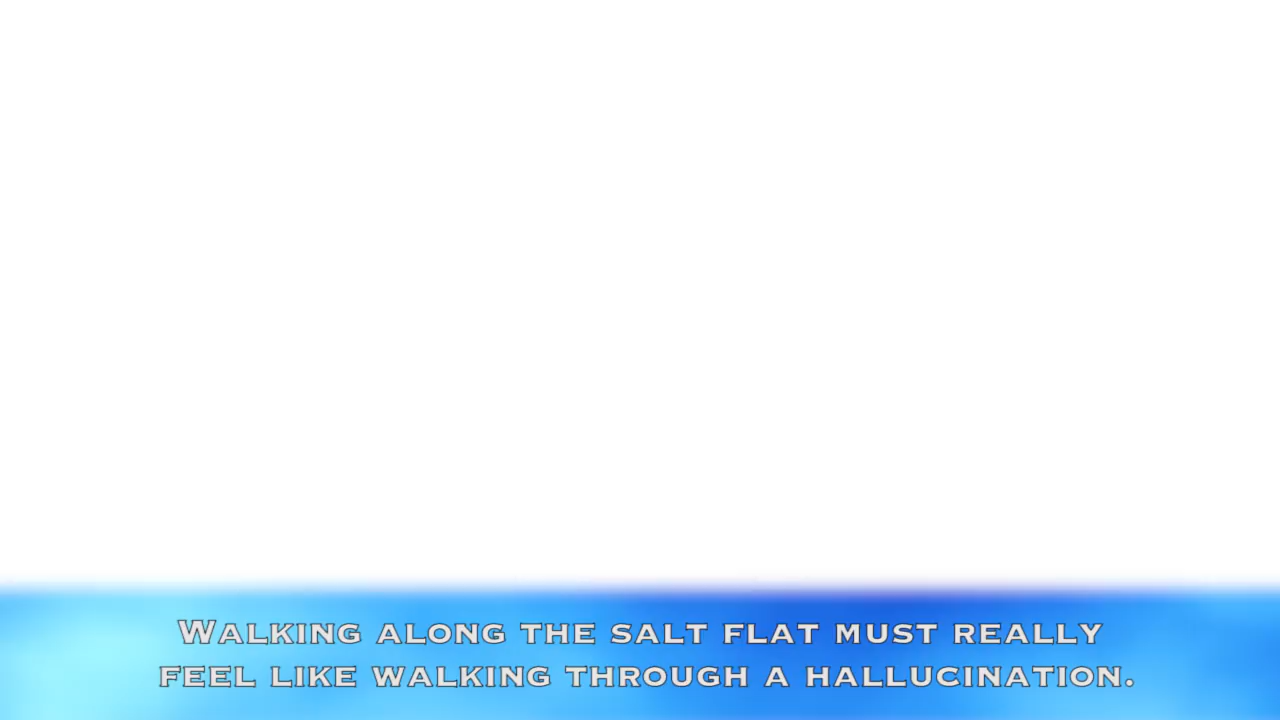 Walking along the salt flat must really
feel like walking through a hallucination.